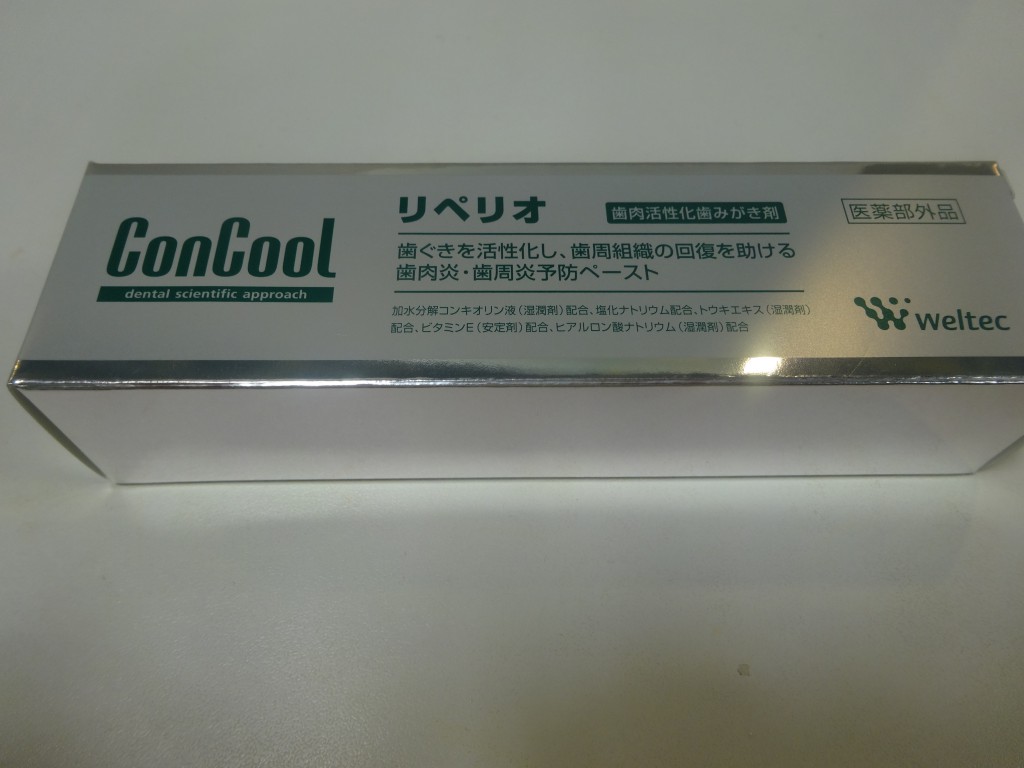 ConCool
dental scientific approach
リペリオ
歯肉活性化歯みがき剤
医薬部外品
歯ぐきを活性化し、歯周組織の回復を助ける
歯肉炎・歯周炎予防ペースト
加水分解コンキオリン液（湿潤剤）配合、塩化ナトリウム配合、トウキエキス（湿潤剤）
配合、ビタミンE（安定剤）配合、ヒアルロン酸ナトリウム（湿潤剤）配合
weltec